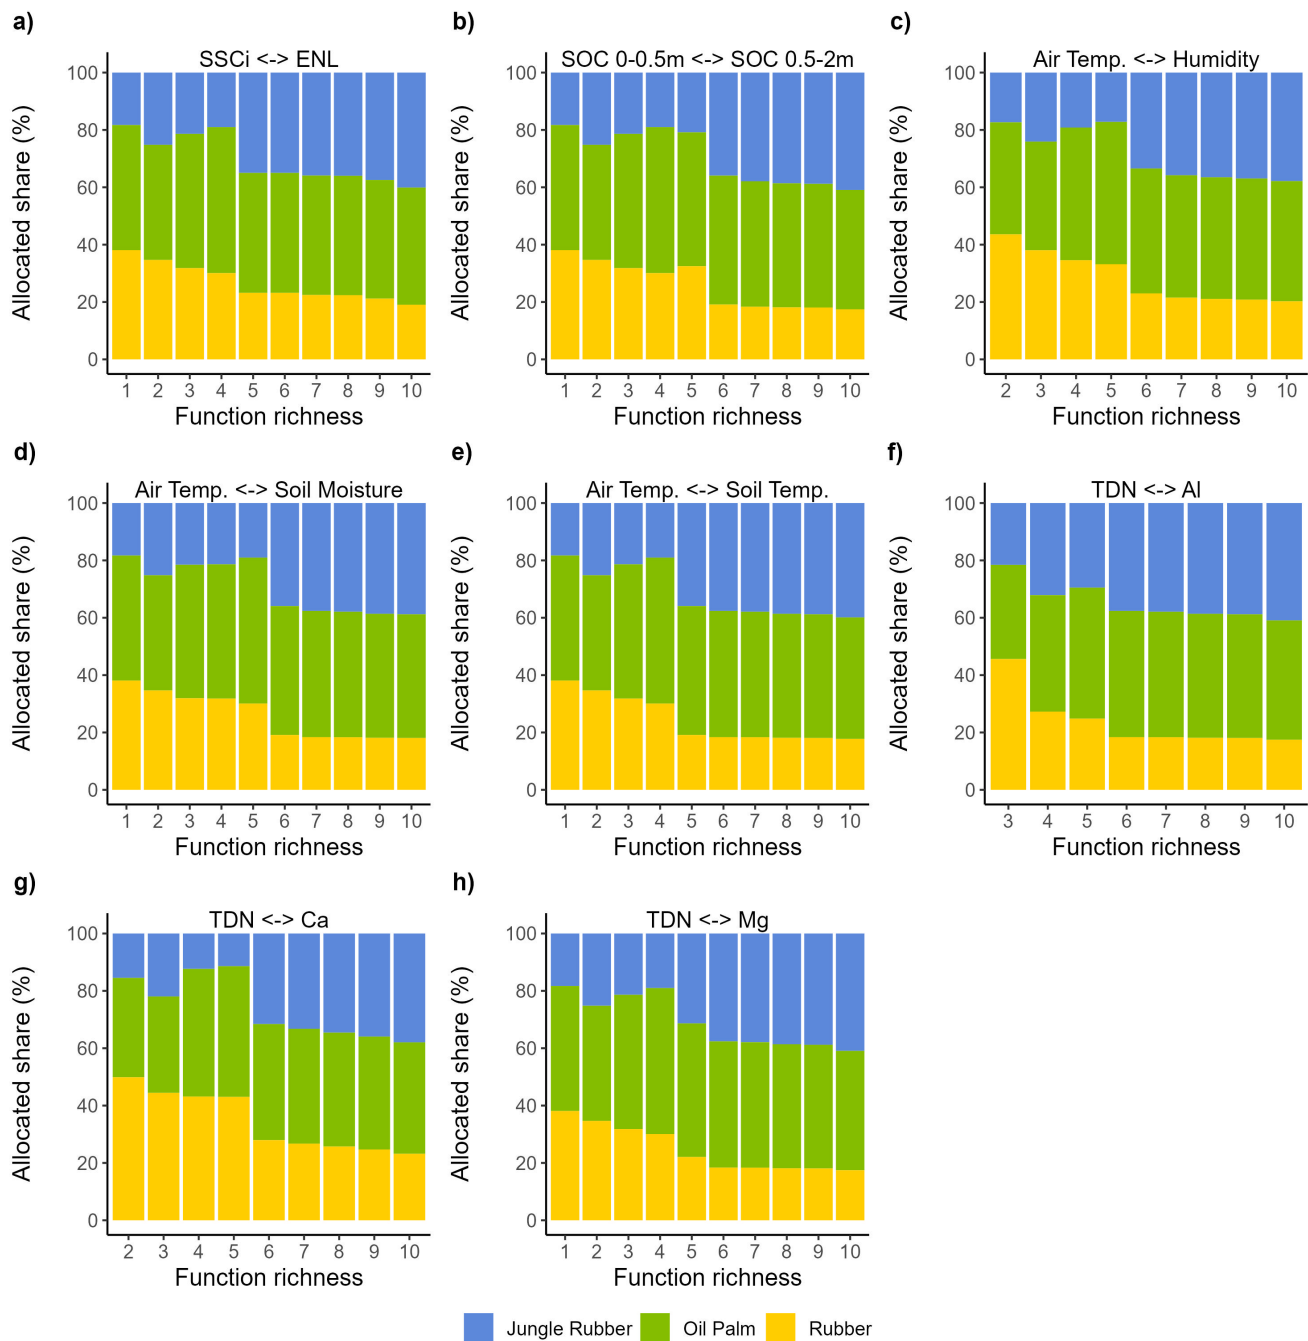 a)
SSCi <-> ENL
Allocated share (%)
100
80
60
40
20
0
1 2 3 4 5 6 7 8 9 10
Function richness
b)
SOC 0-0.5m <-> SOC 0.5-2m
Allocated share (%)
100
80
60
40
20
0
1 2 3 4 5 6 7 8 9 10
Function richness
c)
Air Temp. <-> Humidity
Allocated share (%)
100
80
60
40
20
0
2 3 4 5 6 7 8 9 10
Function richness
d)
Air Temp. <-> Soil Moisture
Allocated share (%)
100
80
60
40
20
0
1 2 3 4 5 6 7 8 9 10
Function richness
e)
Air Temp. <-> Soil Temp.
Allocated share (%)
100
80
60
40
20
0
1 2 3 4 5 6 7 8 9 10
Function richness
f)
TDN <-> Al
Allocated share (%)
100
80
60
40
20
0
3 4 5 6 7 8 9 10
Function richness
g)
TDN <-> Ca
Allocated share (%)
100
80
60
40
20
0
2 3 4 5 6 7 8 9 10
Function richness
h)
TDN <-> Mg
Allocated share (%)
100
80
60
40
20
0
1 2 3 4 5 6 7 8 9 10
Function richness
Jungle Rubber Oil Palm Rubber